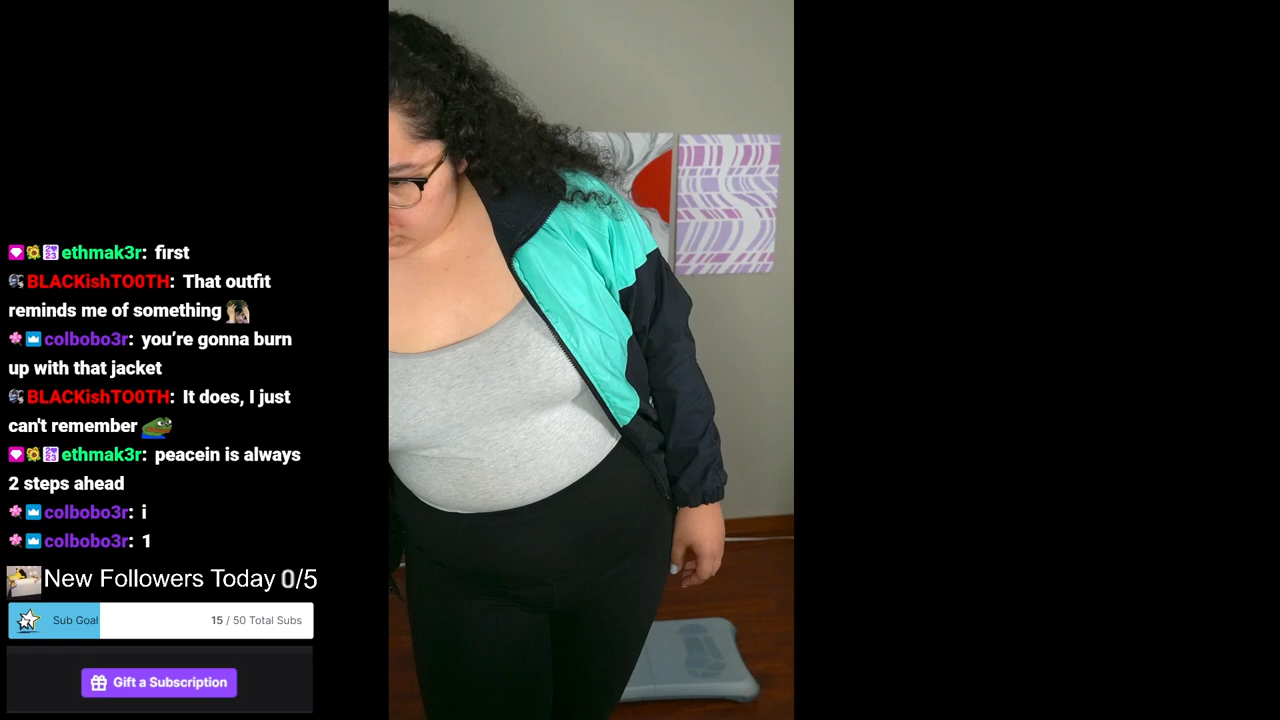 ethmak3r: first
BLACKishTO0TH: That outfit
reminds me of something
colbobo3r: you’re gonna burn
up with that jacket
BLACKishTO0TH: It does, I just
can't remember
ethmak3r: peacein is always
2 steps ahead
colbobo3r: i
colbobo3r: 1
New Followers Today 0/5
Sub Goal 15 / 50 Total Subs
Gift a Subscription